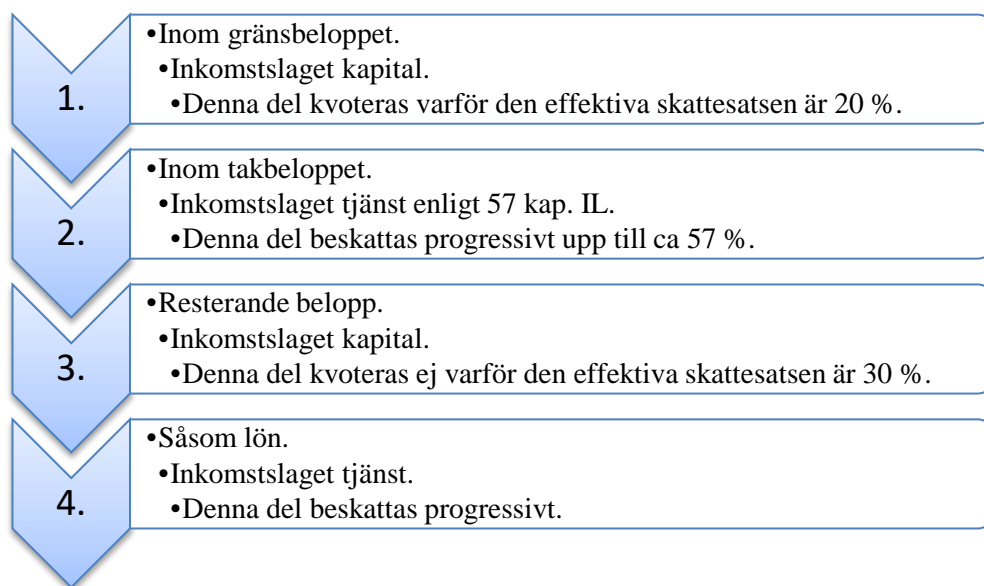 1.
•Inom gränsbeloppet.
•Inkomstslaget kapital.
•Denna del kvoteras varför den effektiva skattesatsen är 20 %.
2.
•Inom takbeloppet.
•Inkomstslaget tjänst enligt 57 kap. IL.
•Denna del beskattas progressivt upp till ca 57 %.
3.
•Resterande belopp.
•Inkomstslaget kapital.
•Denna del kvoteras ej varför den effektiva skattesatsen är 30 %.
4.
•Såsom lön.
•Inkomstslaget tjänst.
•Denna del beskattas progressivt.